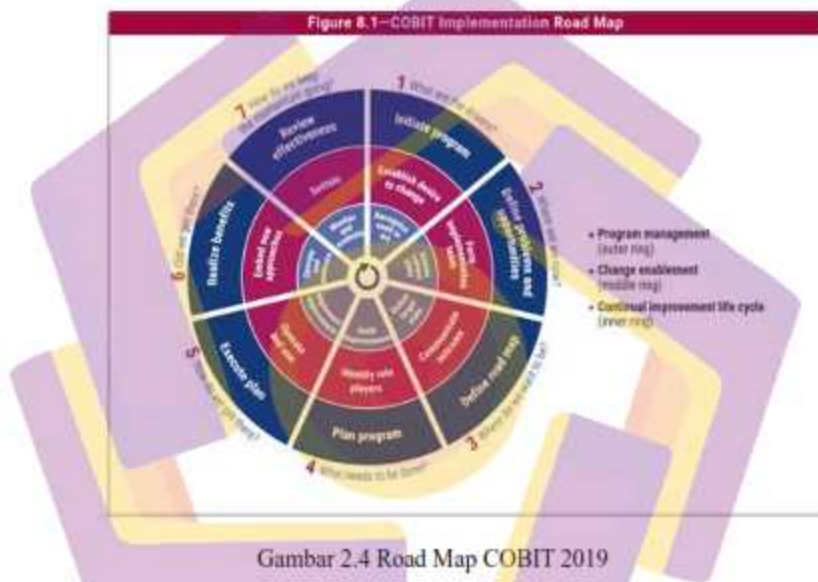 Figure 8.1—COBIT Implementation Road Map
1 What are the drivers?
Initiate program
Establish desire
to change
Recognize
need to
act
2 Where are we now?
Define problems and
opportunities
Form
implementation
team
3 Where do we want to be?
Define road map
Communicate
outcome
4 What needs to be done?
Plan program
Identify role
players
Build
improvements
5 How do we get there?
Execute plan
Operate
and use
6 Did we get there?
Realize benefits
Embed new
approaches
7 How do we keep
the momentum going?
Review
effectiveness
Sustain
Monitor
and
evaluate
• Program management
(outer ring)
• Change enablement
(middle ring)
• Continual improvement life cycle
(inner ring)
Gambar 2.4 Road Map COBIT 2019